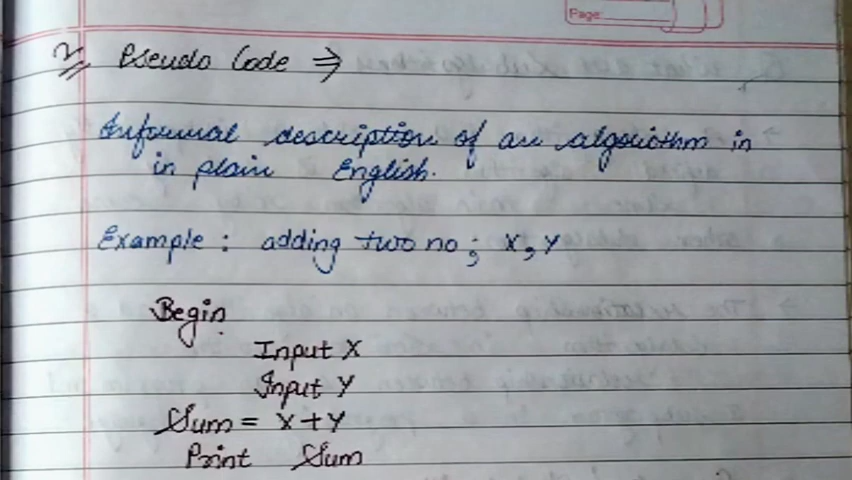 Page:
2 Pseudo Code ⇒
Informal description of an algorithm in
in plain English.
Example : adding two no ; X, Y
Begin
Input X
Input Y
Sum = X + Y
Print Sum